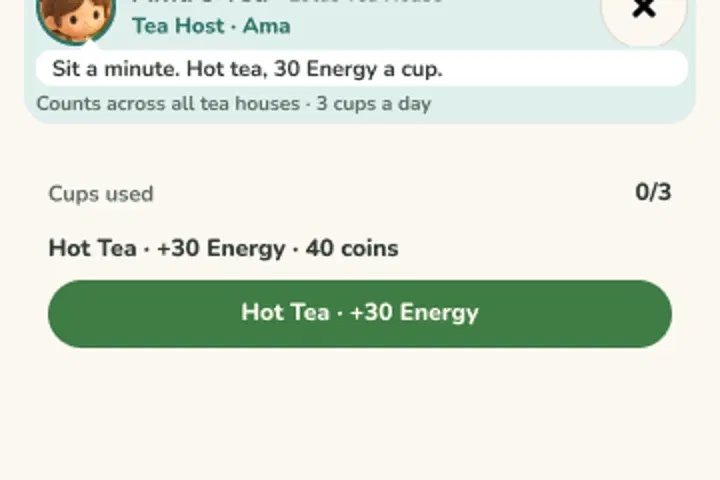 Tea Host · Ama
Sit a minute. Hot tea, 30 Energy a cup.
Counts across all tea houses · 3 cups a day
Cups used
0/3
Hot Tea · +30 Energy · 40 coins
Hot Tea · +30 Energy